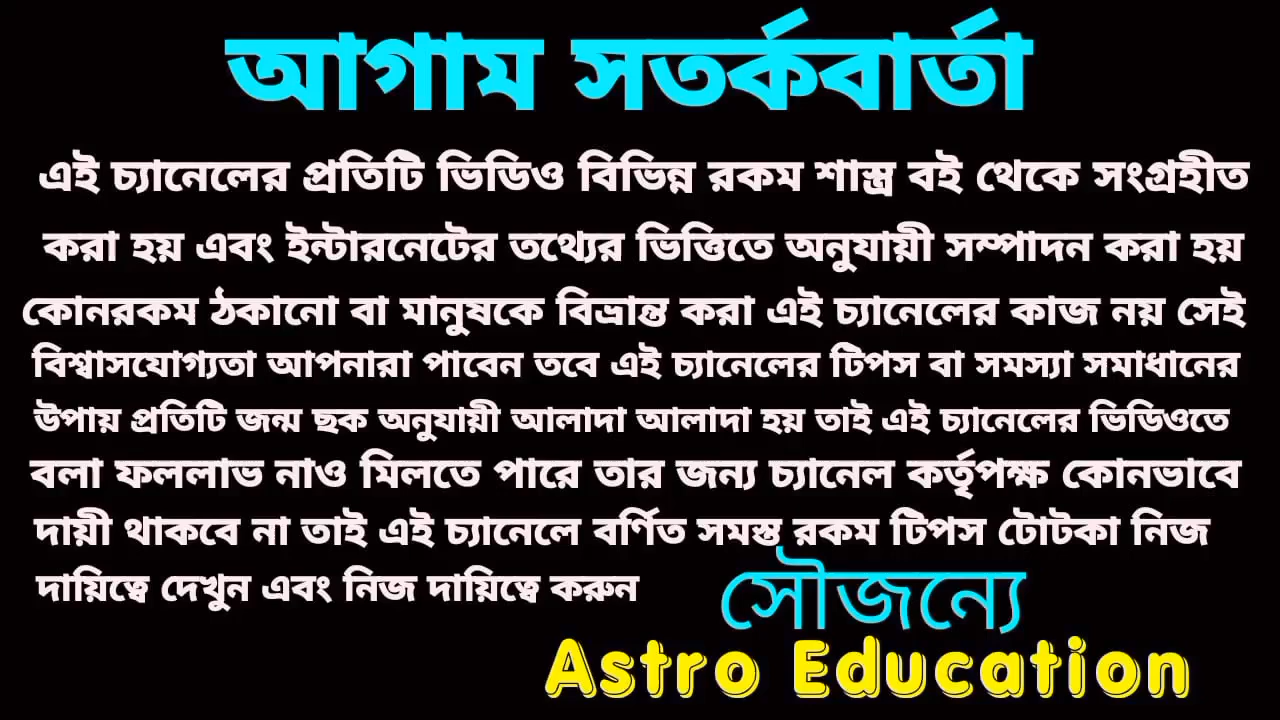 আগাম সতর্কবার্তা
এই চ্যানেলের প্রতিটি ভিডিও বিভিন্ন রকম শাস্ত্র বই থেকে সংগ্রহীত
করা হয় এবং ইন্টারনেটের তথ্যের ভিত্তিতে অনুযায়ী সম্পাদন করা হয়
কোনরকম ঠকানো বা মানুষকে বিভ্রান্ত করা এই চ্যানেলের কাজ নয় সেই
বিশ্বাসযোগ্যতা আপনারা পাবেন তবে এই চ্যানেলের টিপস বা সমস্যা সমাধানের
উপায় প্রতিটি জন্ম ছক অনুযায়ী আলাদা আলাদা হয় তাই এই চ্যানেলের ভিডিওতে
বলা ফললাভ নাও মিলতে পারে তার জন্য চ্যানেল কর্তৃপক্ষ কোনভাবে
দায়ী থাকবে না তাই এই চ্যানেলে বর্ণিত সমস্ত রকম টিপস টোটকা নিজ
দায়িত্বে দেখুন এবং নিজ দায়িত্বে করুন
সৌজন্যে
Astro Education